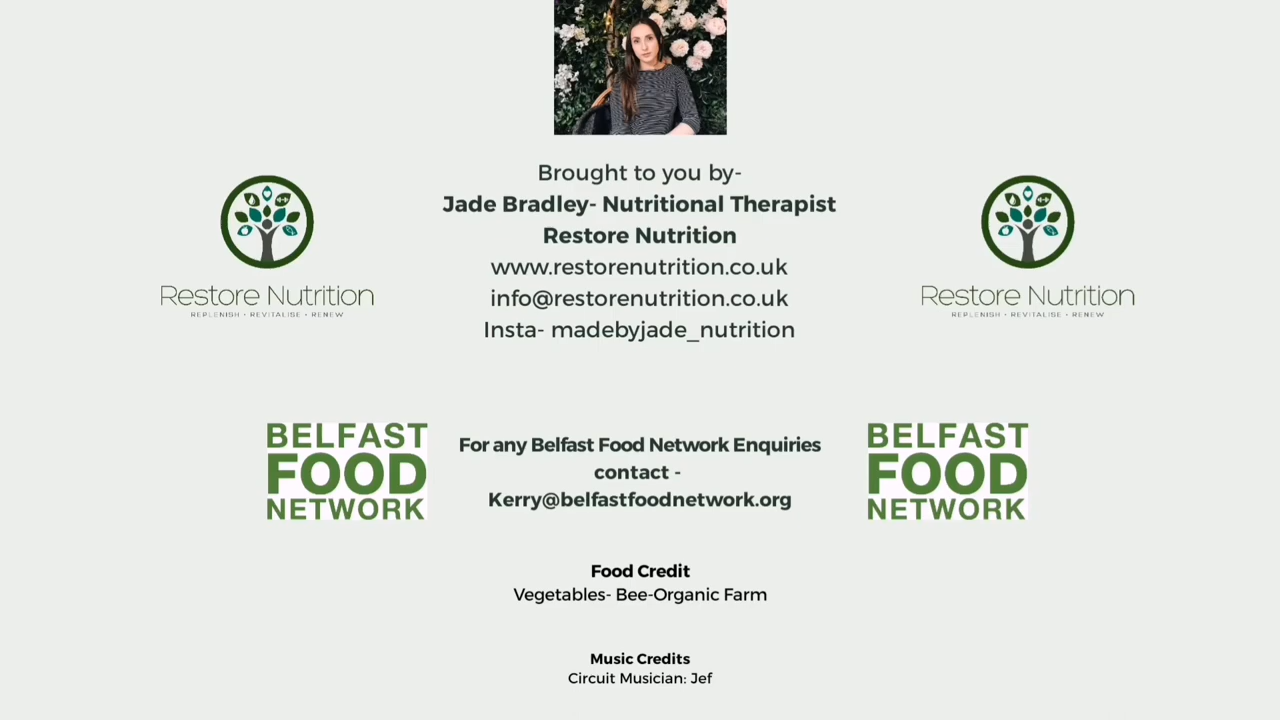 Brought to you by-
Jade Bradley- Nutritional Therapist
Restore Nutrition
www.restorenutrition.co.uk
info@restorenutrition.co.uk
Insta- madebyjade_nutrition
Restore Nutrition
REPLENISH • REVITALISE • RENEW
Restore Nutrition
REPLENISH • REVITALISE • RENEW
BELFAST
FOOD
NETWORK
For any Belfast Food Network Enquiries
contact -
Kerry@belfastfoodnetwork.org
BELFAST
FOOD
NETWORK
Food Credit
Vegetables- Bee-Organic Farm
Music Credits
Circuit Musician: Jef